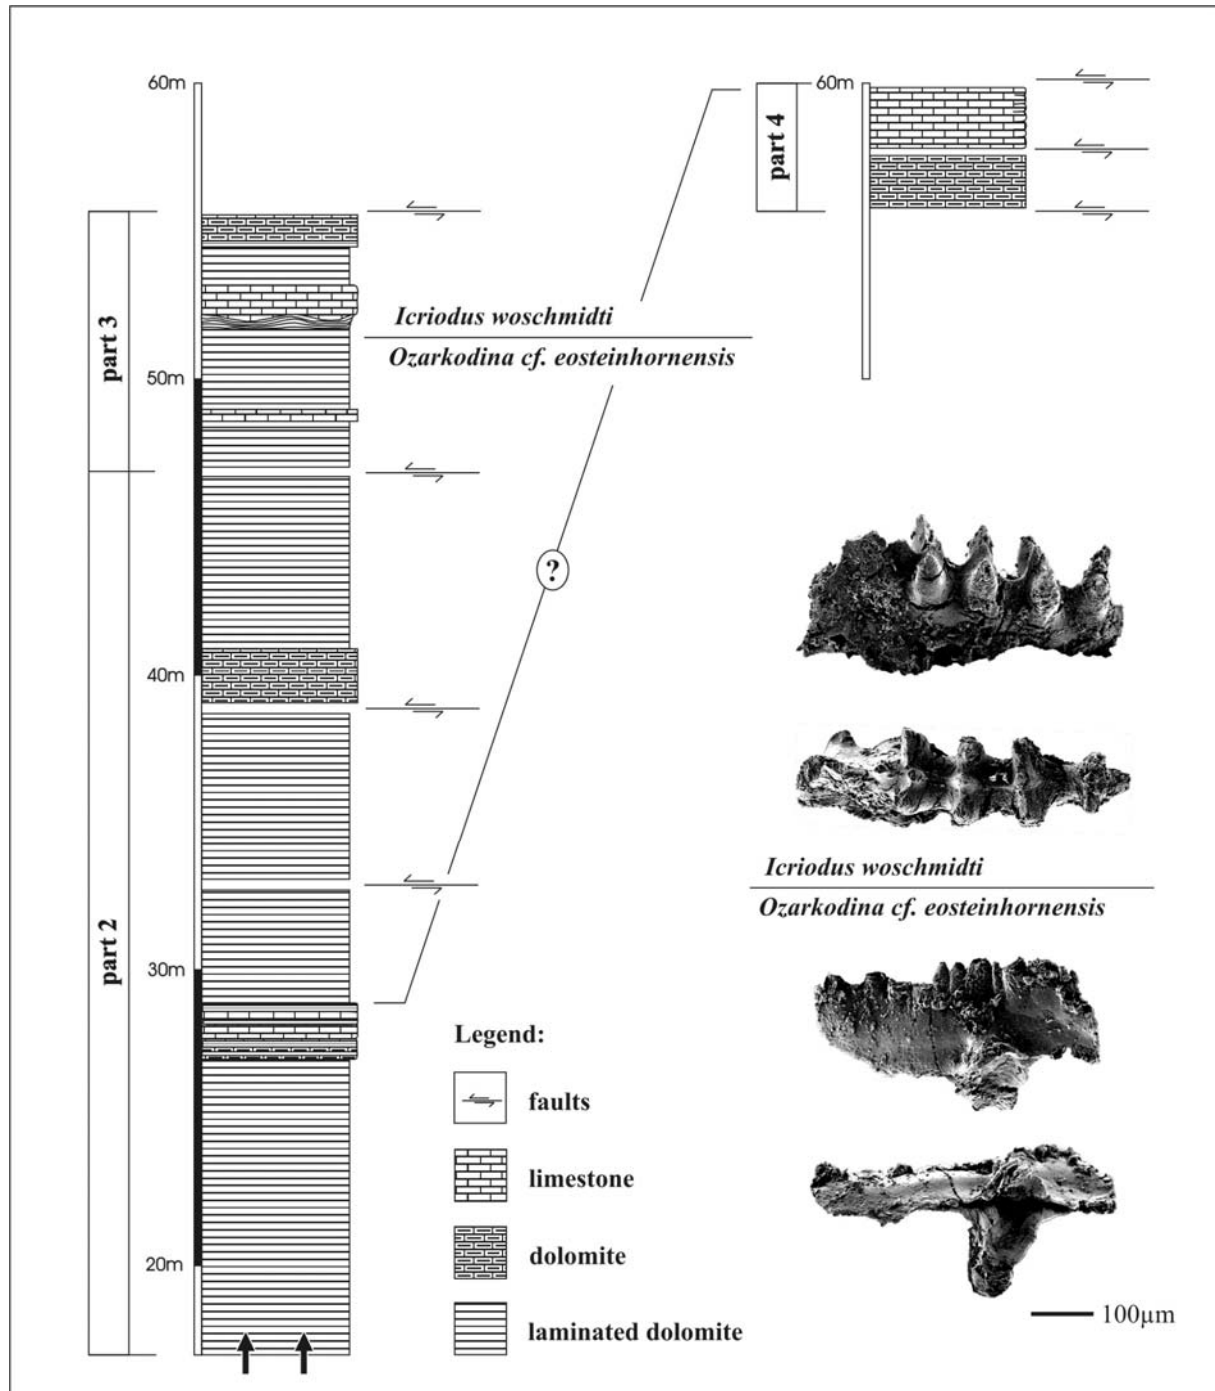 60m
50m
40m
30m
20m
part 3
part 2
part 4
60m
Icriodus woschmidti
Ozarkodina cf. eosteinhornensis
?
Icriodus woschmidti
Ozarkodina cf. eosteinhornensis
Legend:
faults
limestone
dolomite
laminated dolomite
100µm